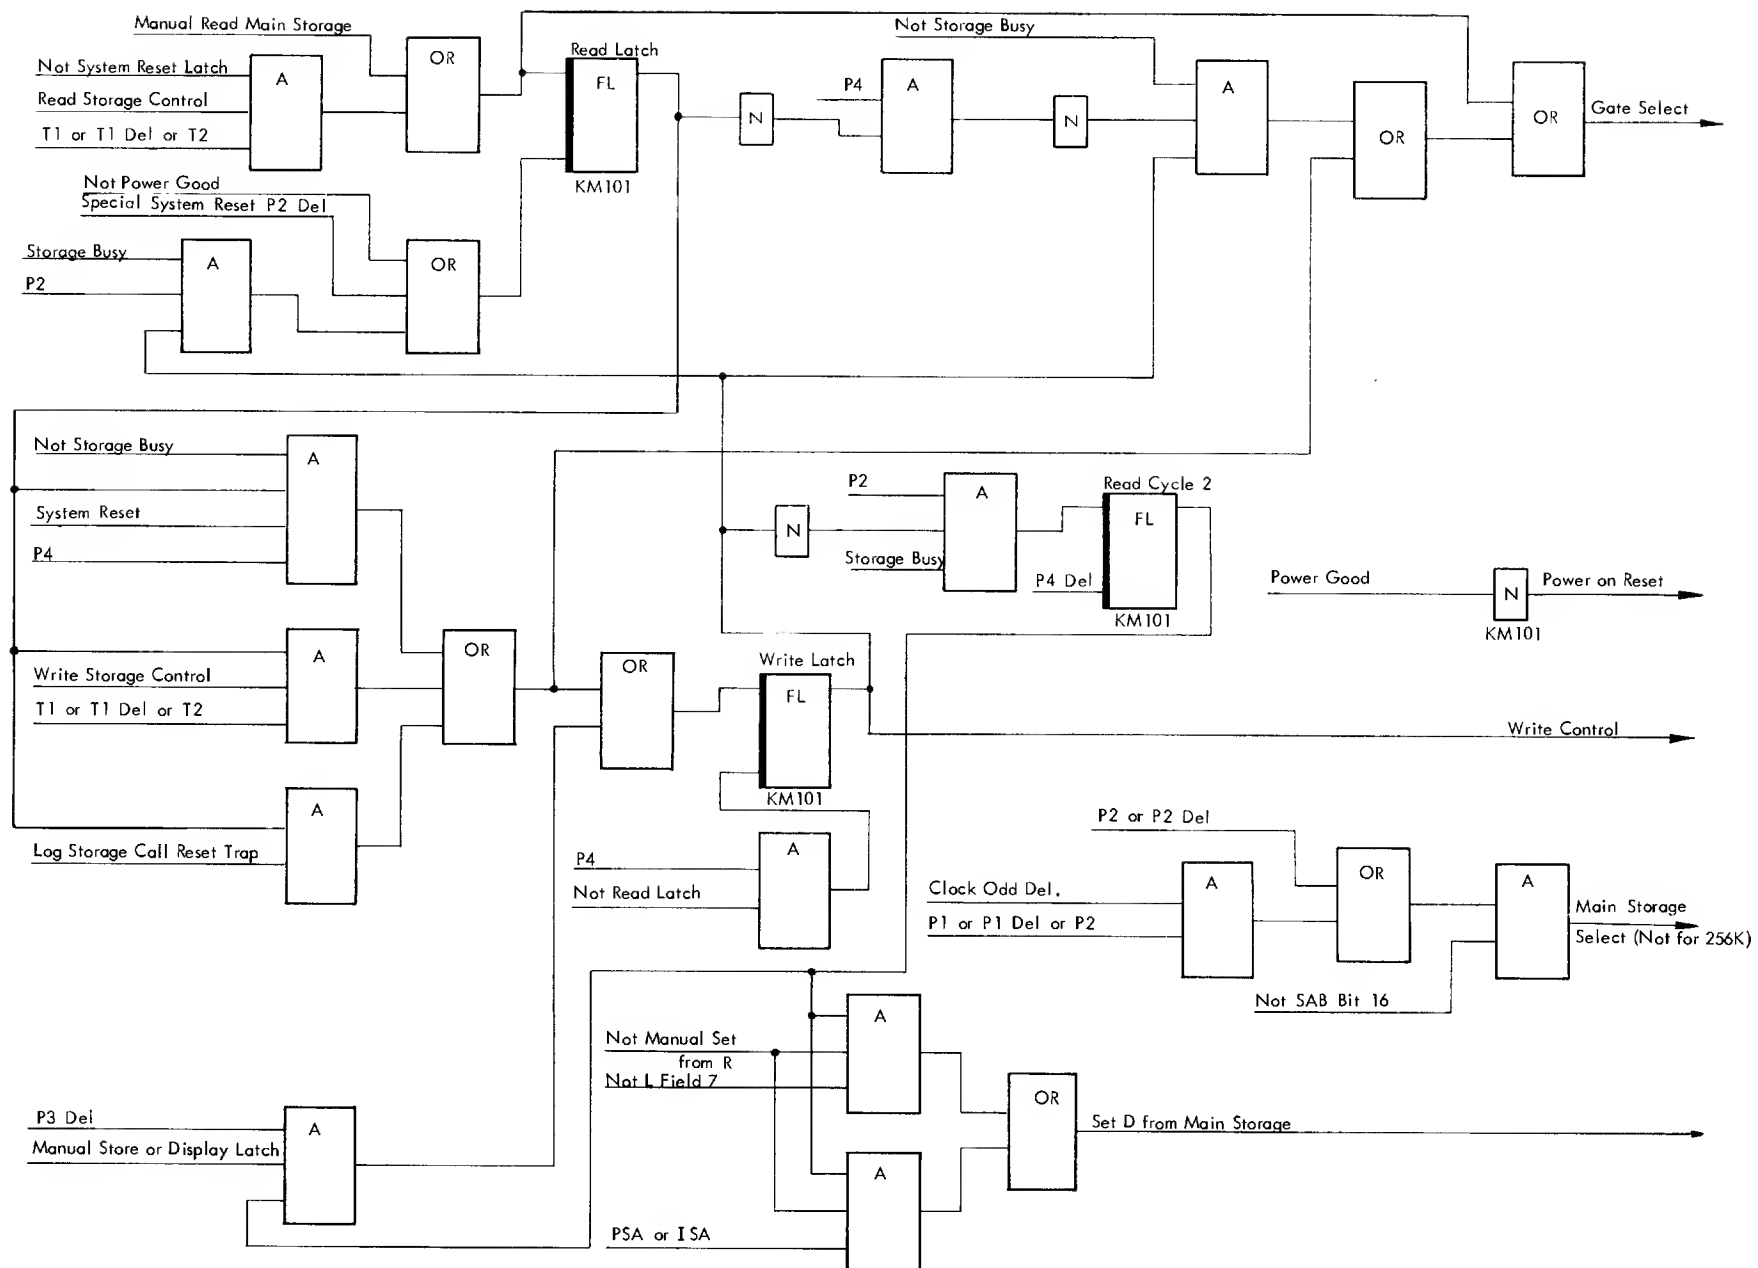 Manual Read Main Storage
Not System Reset Latch
A
Read Storage Control
T1 or T1 Del or T2
OR
Read Latch
FL
KM101
N
P4
A
Not Storage Busy
N
A
OR
OR
Gate Select
Not Power Good
Special System Reset P2 Del
Storage Busy
P2
A
OR
Not Storage Busy
A
System Reset
P4
P2
A
N
Storage Busy
Read Cycle 2
FL
P4 Del
KM101
Power Good
N
Power on Reset
KM101
A
Write Storage Control
T1 or T1 Del or T2
OR
OR
Write Latch
FL
KM101
Write Control
A
Log Storage Call Reset Trap
P4
A
Not Read Latch
P2 or P2 Del
Clock Odd Del.
P1 or P1 Del or P2
A
OR
A
Main Storage
Select (Not for 256K)
Not SAB Bit 16
Not Manual Set
from R
Not L Field 7
A
OR
Set D from Main Storage
P3 Del
Manual Store or Display Latch
A
A
PSA or ISA